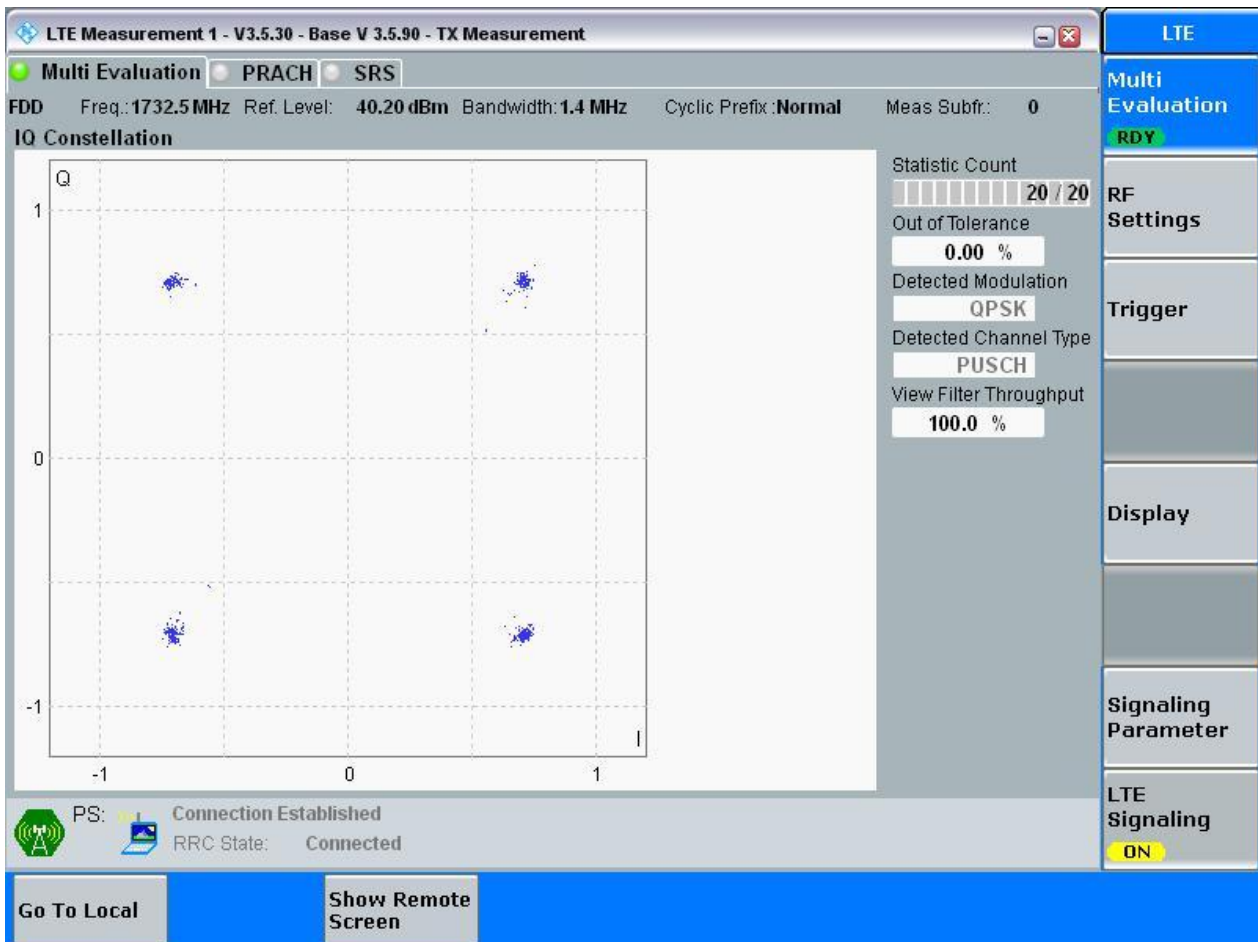 LTE Measurement 1 - V3.5.30 - Base V 3.5.90 - TX Measurement
LTE
Multi Evaluation PRACH SRS
FDD Freq.: 1732.5 MHz Ref. Level: 40.20 dBm Bandwidth: 1.4 MHz Cyclic Prefix : Normal Meas Subfr.: 0
IQ Constellation
Q
1
0
-1
-1 0 1
I
Statistic Count
20 / 20
Out of Tolerance
0.00 %
Detected Modulation
QPSK
Detected Channel Type
PUSCH
View Filter Throughput
100.0 %
Multi
Evaluation
RDY
RF
Settings
Trigger
Display
Signaling
Parameter
LTE
Signaling
ON
PS: Connection Established
RRC State: Connected
Go To Local
Show Remote
Screen